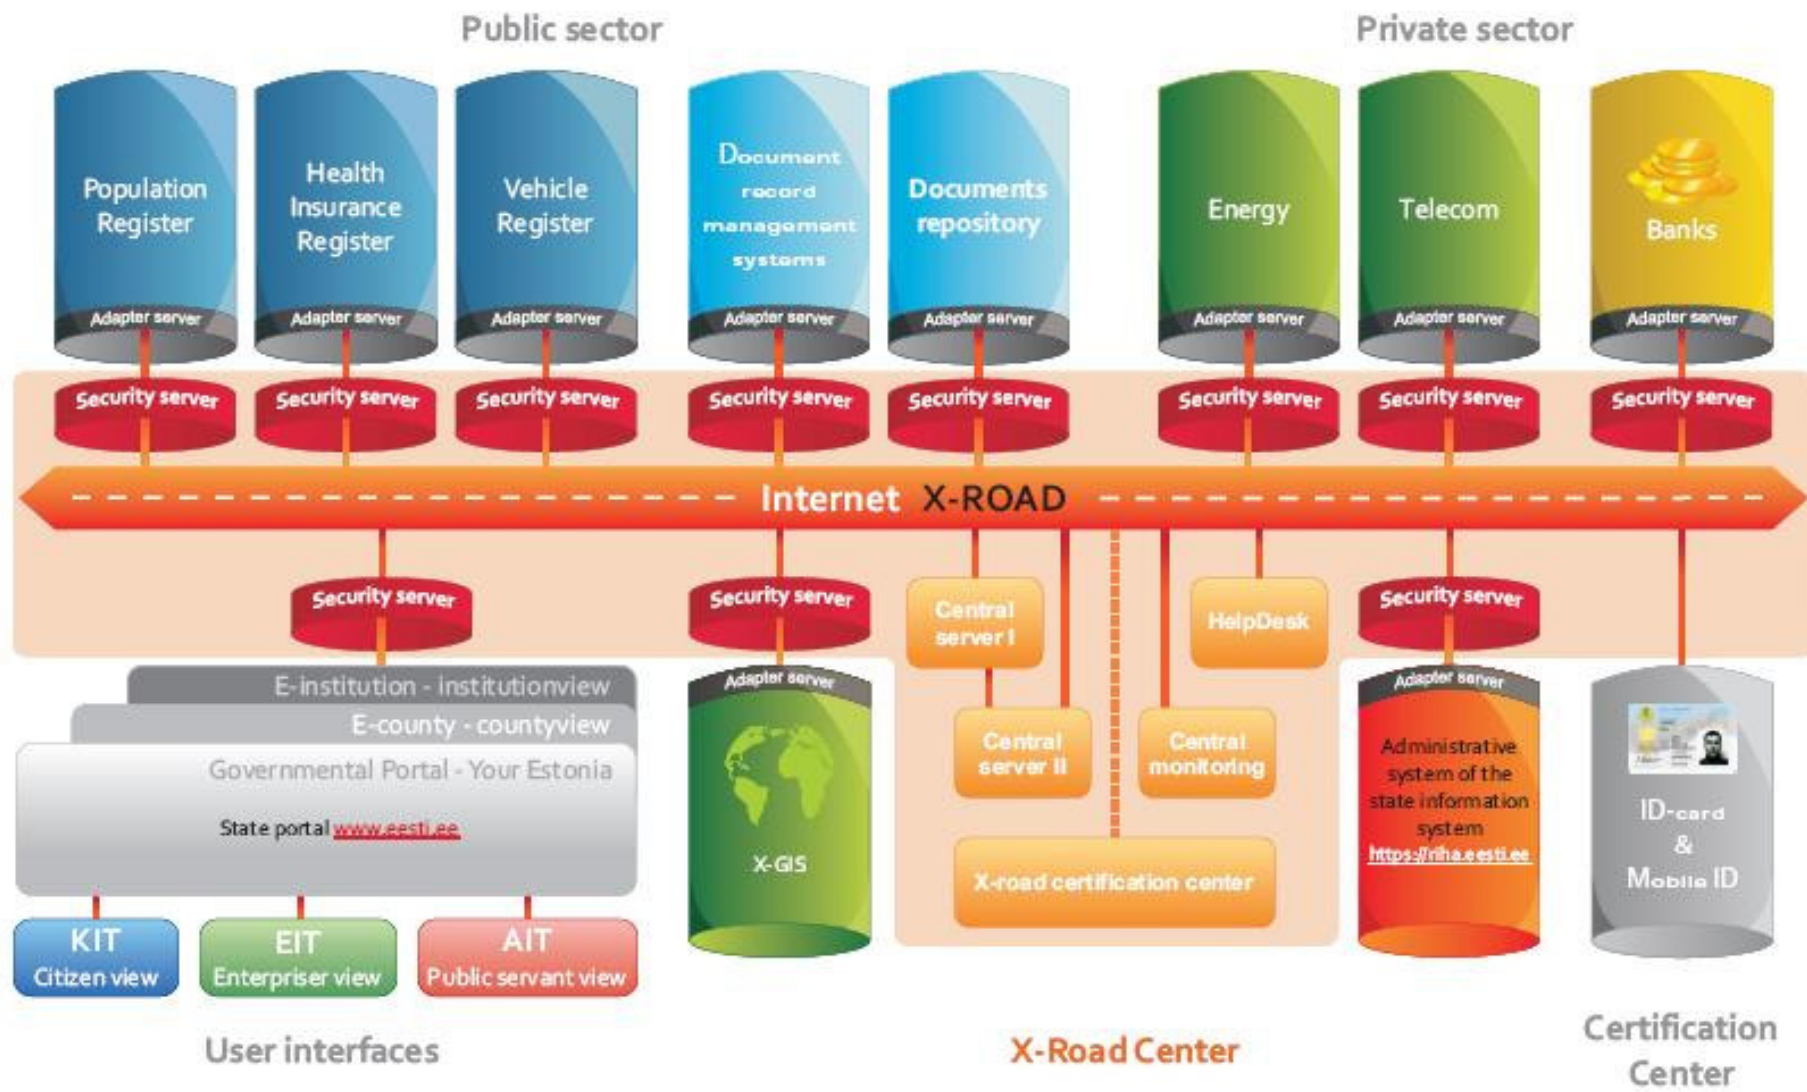 Public sector
Private sector
Population
Register
Health
Insurance
Register
Vehicle
Register
Document
record
management
systems
Documents
repository
Energy
Telecom
Banks
Adapter server
Adapter server
Adapter server
Adapter server
Adapter server
Adapter server
Adapter server
Adapter server
Security server
Security server
Security server
Security server
Security server
Security server
Security server
Security server
Internet X-ROAD
Security server
Security server
Central
server I
HelpDesk
Security server
E-institution - institutionview
E-county - countyview
Governmental Portal - Your Estonia
State portal www.eesti.ee
Adapter server
X-GIS
Central
server II
Central
monitoring
X-road certification center
Adapter server
Administrative
system of the
state information
system
https://riha.eesti.ee
ID-card
&
Mobile ID
KIT
Citizen view
EIT
Enterpriser view
AIT
Public servant view
User interfaces
X-Road Center
Certification
Center